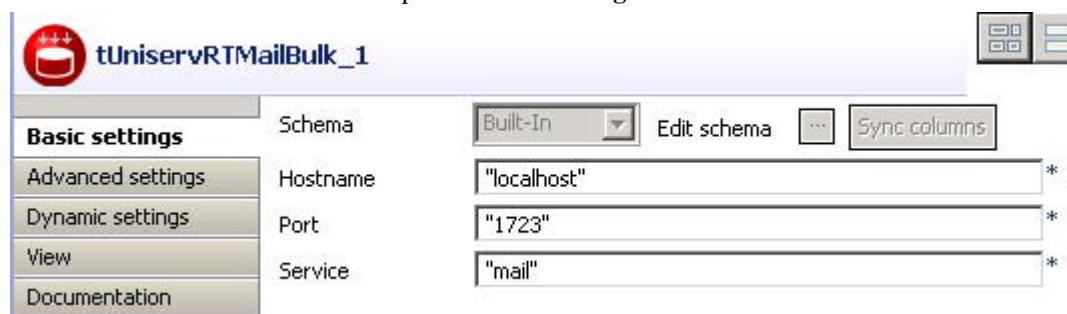 tUniservRTMailBulk_1
Basic settings
Advanced settings
Dynamic settings
View
Documentation
Schema Built-In Edit schema ... Sync columns
Hostname "localhost" *
Port "1723" *
Service "mail" *